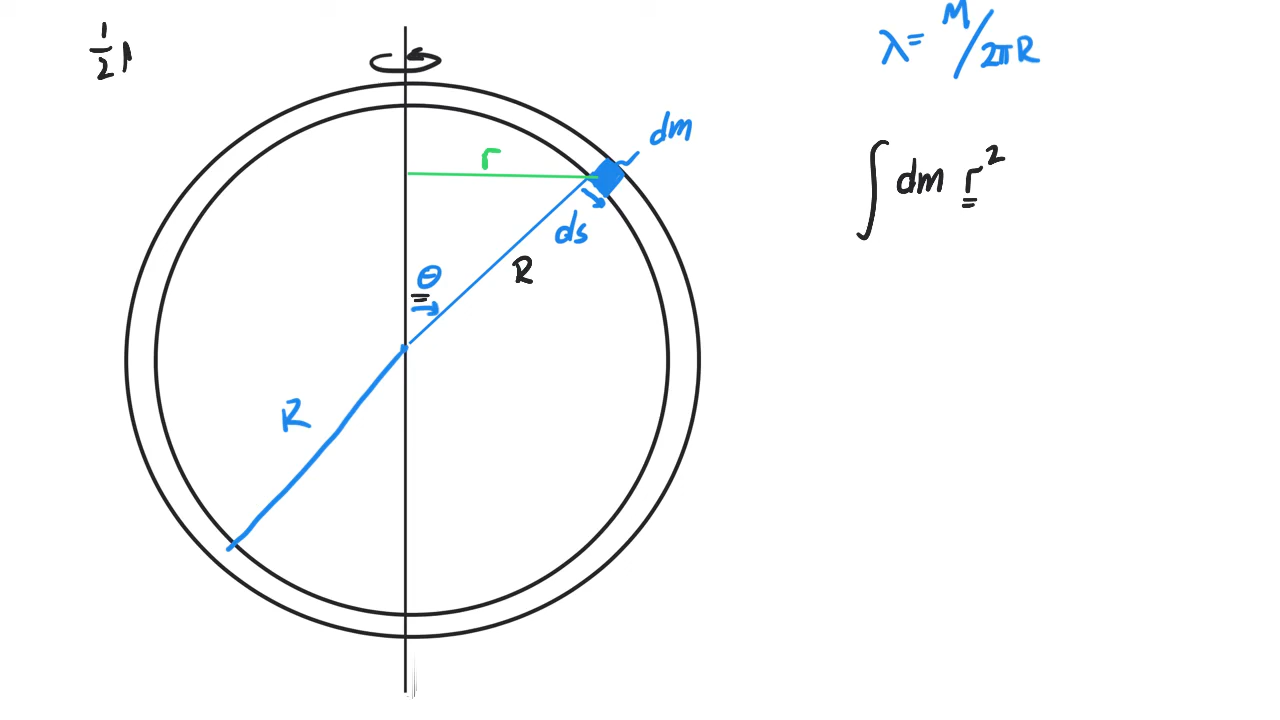 1/2
λ = M/2πR
dm
r
∫ dm r²
ds
θ
R
R